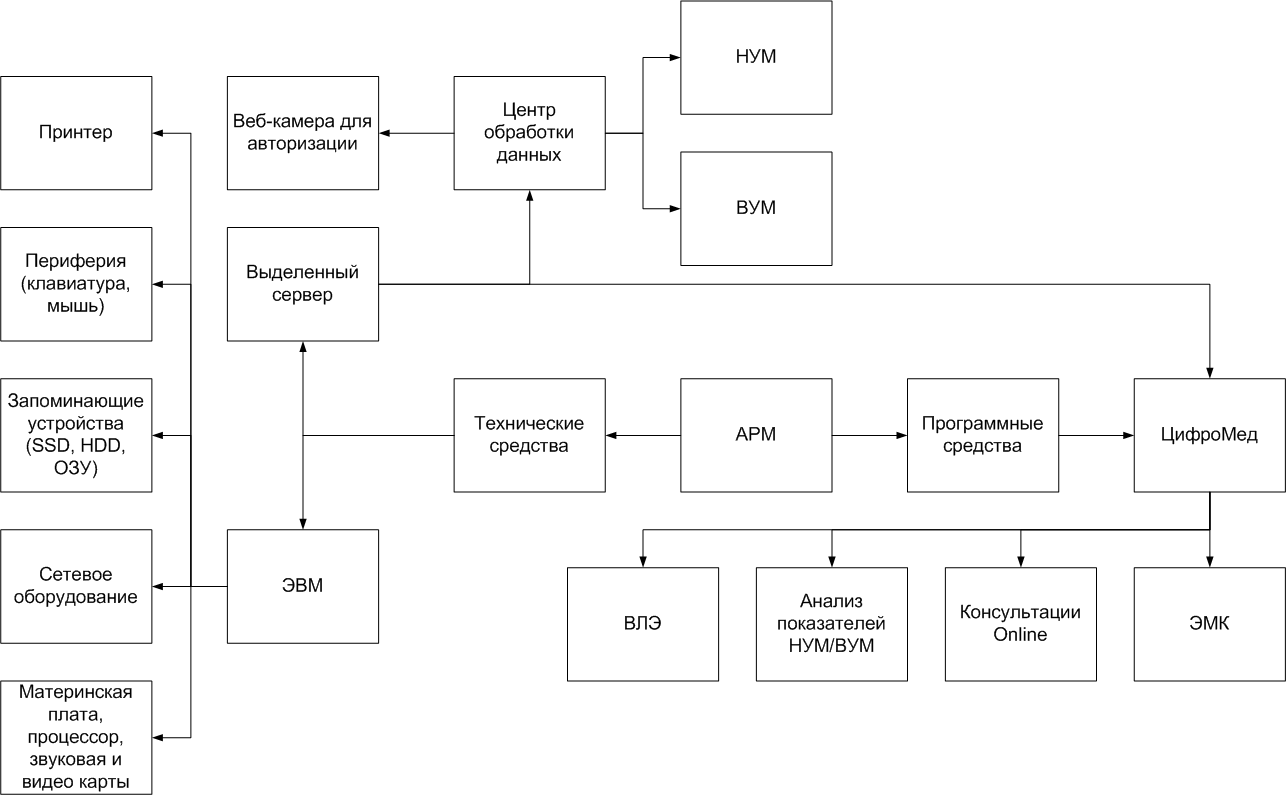 НУМ
Принтер
Веб-камера для
авторизации
Центр
обработки
данных
ВУМ
Периферия
(клавиатура,
мышь)
Выделенный
сервер
Запоминающие
устройства
(SSD, HDD,
ОЗУ)
Технические
средства
АРМ
Программные
средства
ЦифроМед
Сетевое
оборудование
ЭВМ
ВЛЭ
Анализ
показателей
НУМ/ВУМ
Консультации
Online
ЭМК
Материнская
плата,
процессор,
звуковая и
видео карты